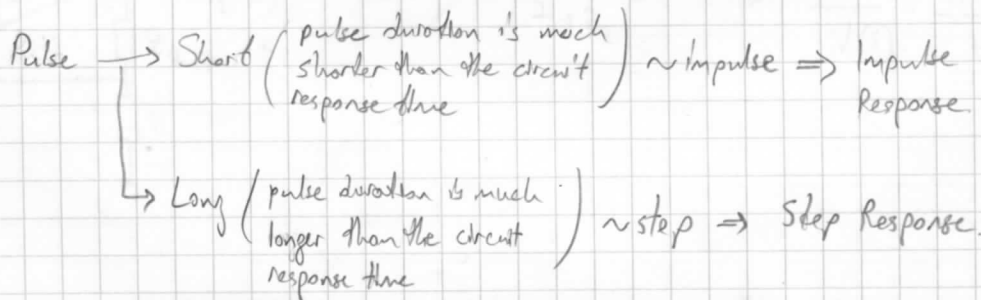 Pulse → Short ( pulse duration is much
shorter than the circuit
response time ) ~ impulse ⇒ Impulse
Response
→ Long ( pulse duration is much
longer than the circuit
response time ) ~ step ⇒ Step Response.